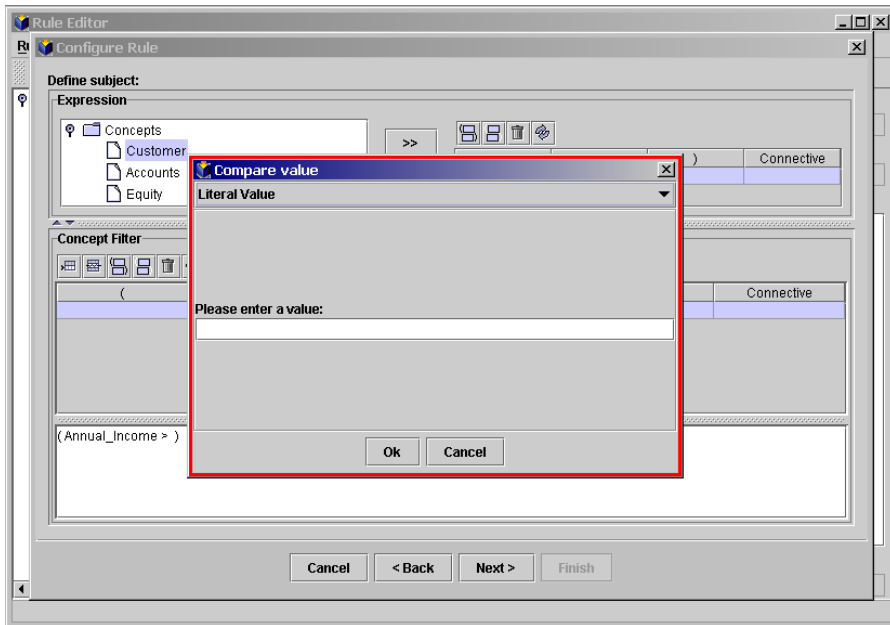 Rule Editor
Configure Rule
Define subject:
Expression
Concepts
Customer
Accounts
Equity
>>
) Connective
Compare value
Literal Value
Concept Filter
( Connective
Please enter a value:
( Annual_Income > )
Ok Cancel
Cancel < Back Next > Finish